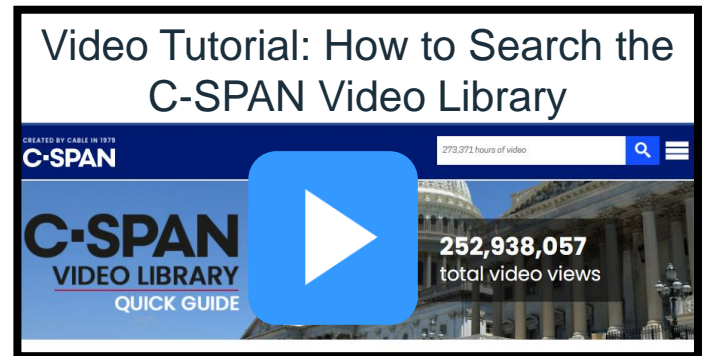 Video Tutorial: How to Search the
C-SPAN Video Library
CREATED BY CABLE IN 1979
C-SPAN
273,371 hours of video
C-SPAN
VIDEO LIBRARY
QUICK GUIDE
252,938,057
total video views